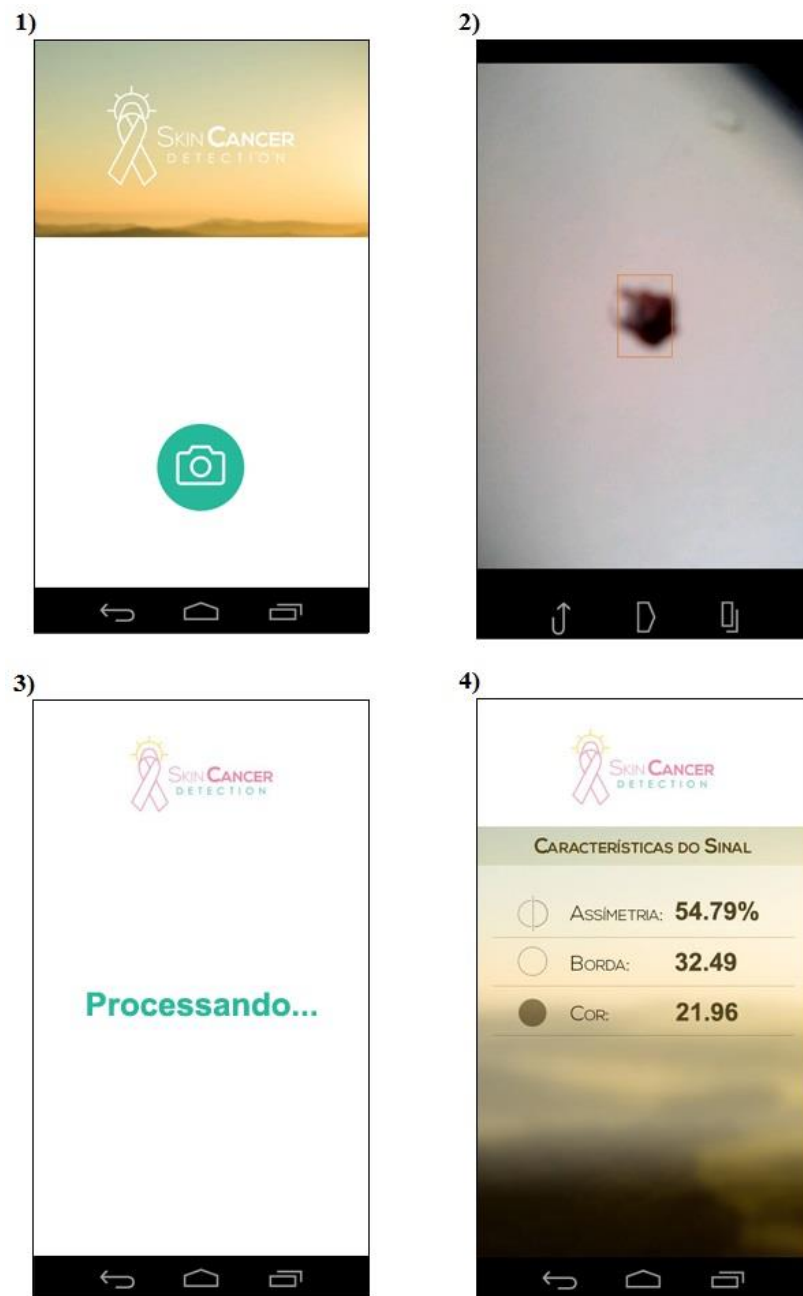 1)
SKIN CANCER
DETECTION
2)
3)
SKIN CANCER
DETECTION
Processando...
4)
SKIN CANCER
DETECTION
CARACTERÍSTICAS DO SINAL
ASSÍMETRIA: 54.79%
BORDA: 32.49
COR: 21.96